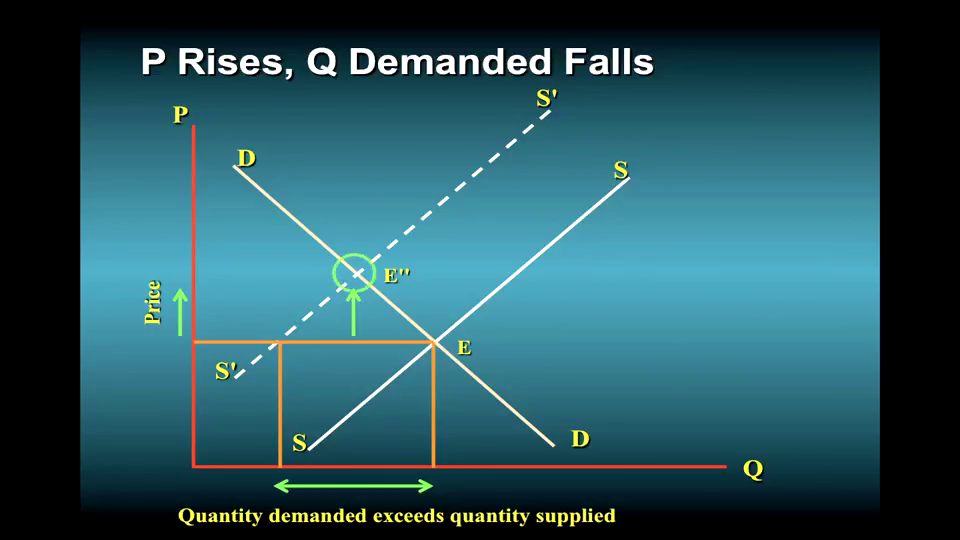 P Rises, Q Demanded Falls
S'
P
D
S
E"
Price
E
S'
S
D
Q
Quantity demanded exceeds quantity supplied